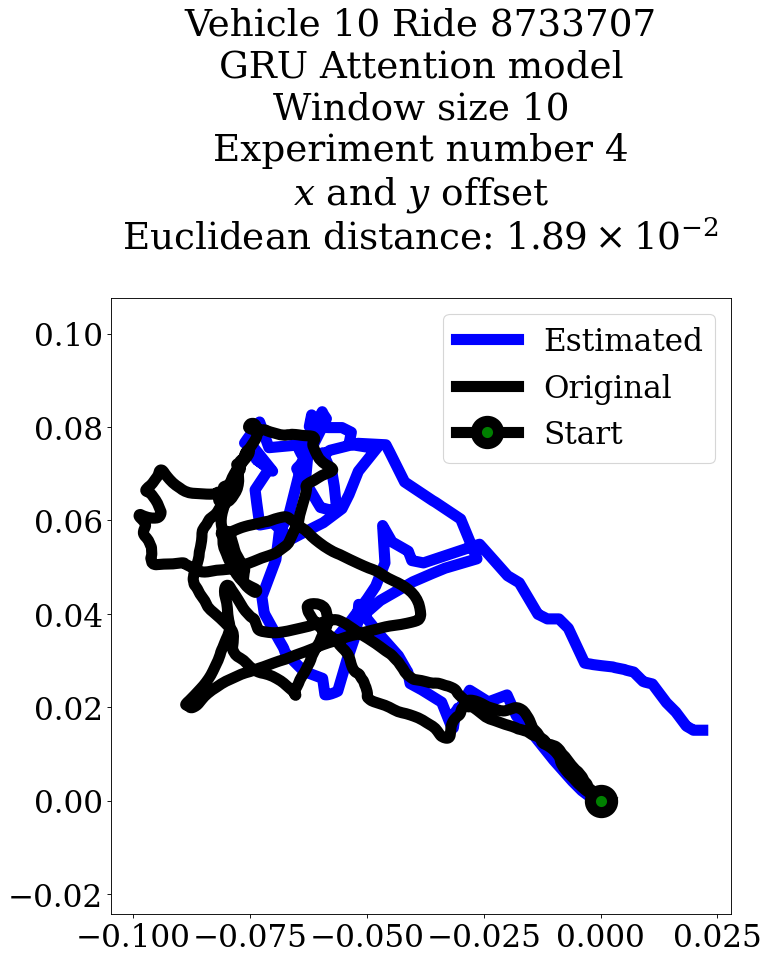 Vehicle 10 Ride 8733707
GRU Attention model
Window size 10
Experiment number 4
x and y offset
Euclidean distance: 1.89 × 10⁻²
Estimated
Original
Start
0.10
0.08
0.06
0.04
0.02
0.00
−0.02
−0.100 −0.075 −0.050 −0.025 0.000 0.025